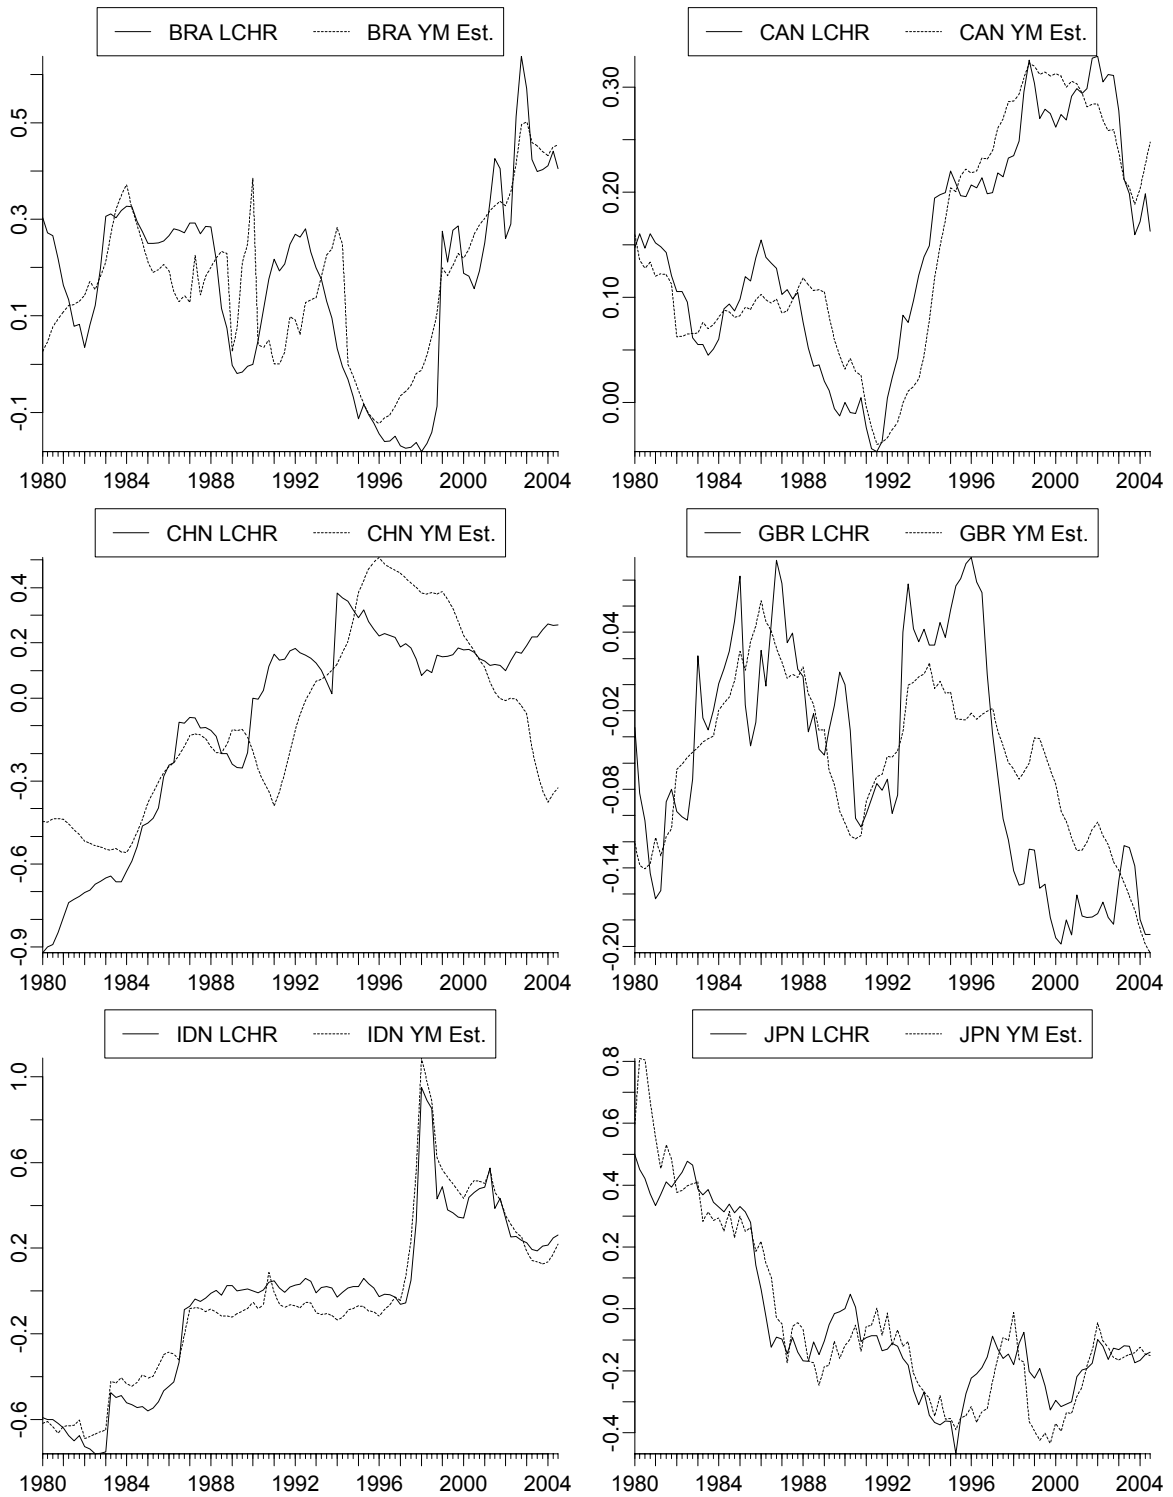 BRA LCHR BRA YM Est.
0.5
0.3
0.1
-0.1
1980 1984 1988 1992 1996 2000 2004
CAN LCHR CAN YM Est.
0.30
0.20
0.10
0.00
1980 1984 1988 1992 1996 2000 2004
CHN LCHR CHN YM Est.
0.4
0.2
0.0
-0.3
-0.6
-0.9
1980 1984 1988 1992 1996 2000 2004
GBR LCHR GBR YM Est.
0.04
-0.02
-0.08
-0.14
-0.20
1980 1984 1988 1992 1996 2000 2004
IDN LCHR IDN YM Est.
1.0
0.6
0.2
-0.2
-0.6
1980 1984 1988 1992 1996 2000 2004
JPN LCHR JPN YM Est.
0.8
0.6
0.4
0.2
0.0
-0.2
-0.4
1980 1984 1988 1992 1996 2000 2004